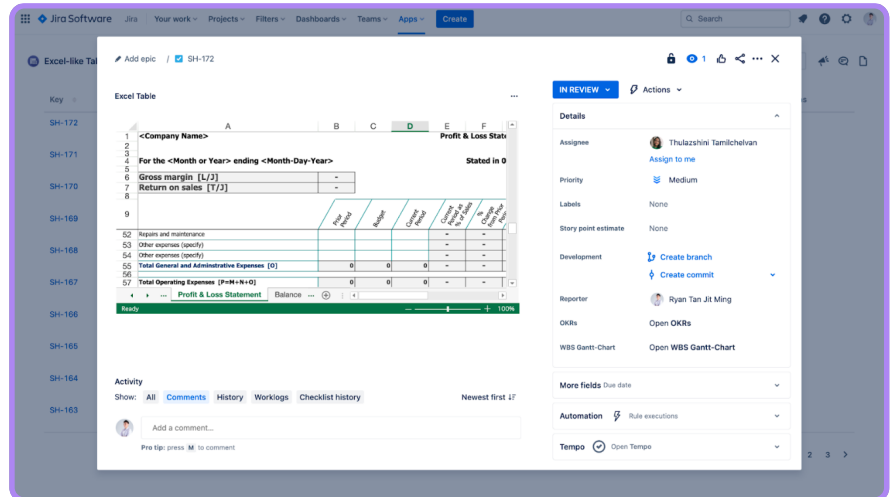 Jira Software Jira Your work Projects Filters Dashboards Teams Apps Create Search
Excel-like Tal
Key
SH-172
SH-171
SH-170
SH-169
SH-168
SH-167
SH-166
SH-165
SH-164
SH-163
2 3
Add epic / SH-172
1
Excel Table
A B C D E F
1 <Company Name> Profit & Loss State
2
3
4 For the <Month or Year> ending <Month-Day-Year> Stated in 0
5
6 Gross margin [L/J] -
7 Return on sales [T/J] -
8
9 Prior Period Budget Current Period Current Period as % of Sales % Change from Prior
52 Repairs and maintenance - -
53 Other expenses (specify) - -
54 Other expenses (specify) - -
55 Total General and Adminstrative Expenses [O] 0 0 0 - -
56
57 Total Operating Expenses [P=M+N+O] 0 0 0 - -
... Profit & Loss Statement Balance ...
Ready 100%
Activity
Show: All Comments History Worklogs Checklist history Newest first
Add a comment...
Pro tip: press M to comment
IN REVIEW Actions
Details
Assignee Thulazshini Tamilchelvan
Assign to me
Priority Medium
Labels None
Story point estimate None
Development Create branch
Create commit
Reporter Ryan Tan Jit Ming
OKRs Open OKRs
WBS Gantt-Chart Open WBS Gantt-Chart
More fields Due date
Automation Rule executions
Tempo Open Tempo